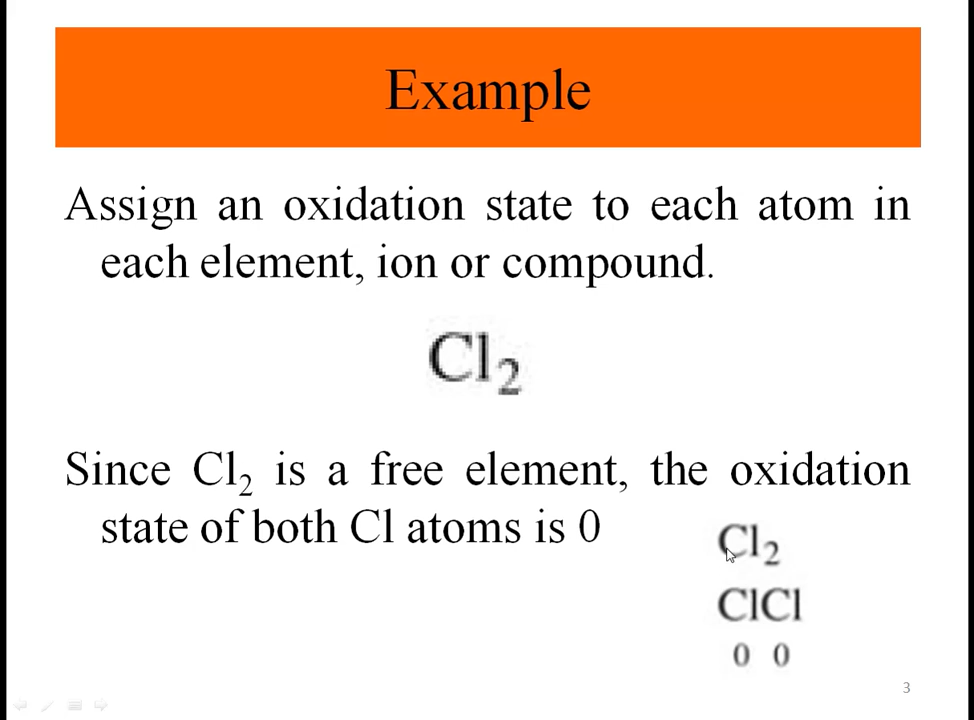 Example
Assign an oxidation state to each atom in
each element, ion or compound.
Cl₂
Since Cl₂ is a free element, the oxidation
state of both Cl atoms is 0
Cl₂
ClCl
0 0
3